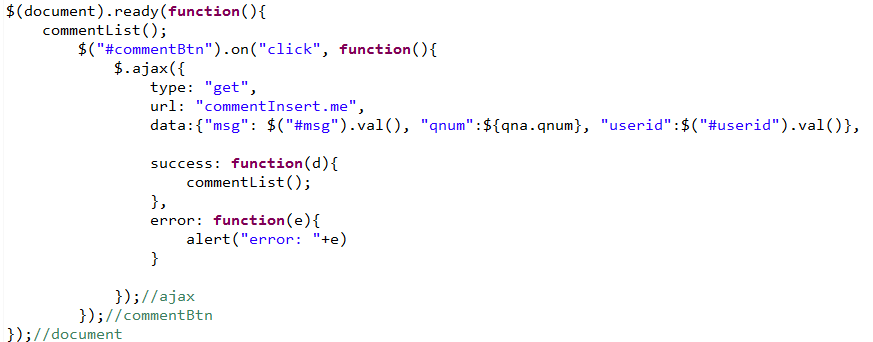 $(document).ready(function(){
    commentList();
        $("#commentBtn").on("click", function(){
            $.ajax({
                type: "get",
                url: "commentInsert.me",
                data:{"msg": $("#msg").val(), "qnum":${qna.qnum}, "userid":$("#userid").val()},

                success: function(d){
                    commentList();
                },
                error: function(e){
                    alert("error: "+e)
                }

            });//ajax
        });//commentBtn
});//document